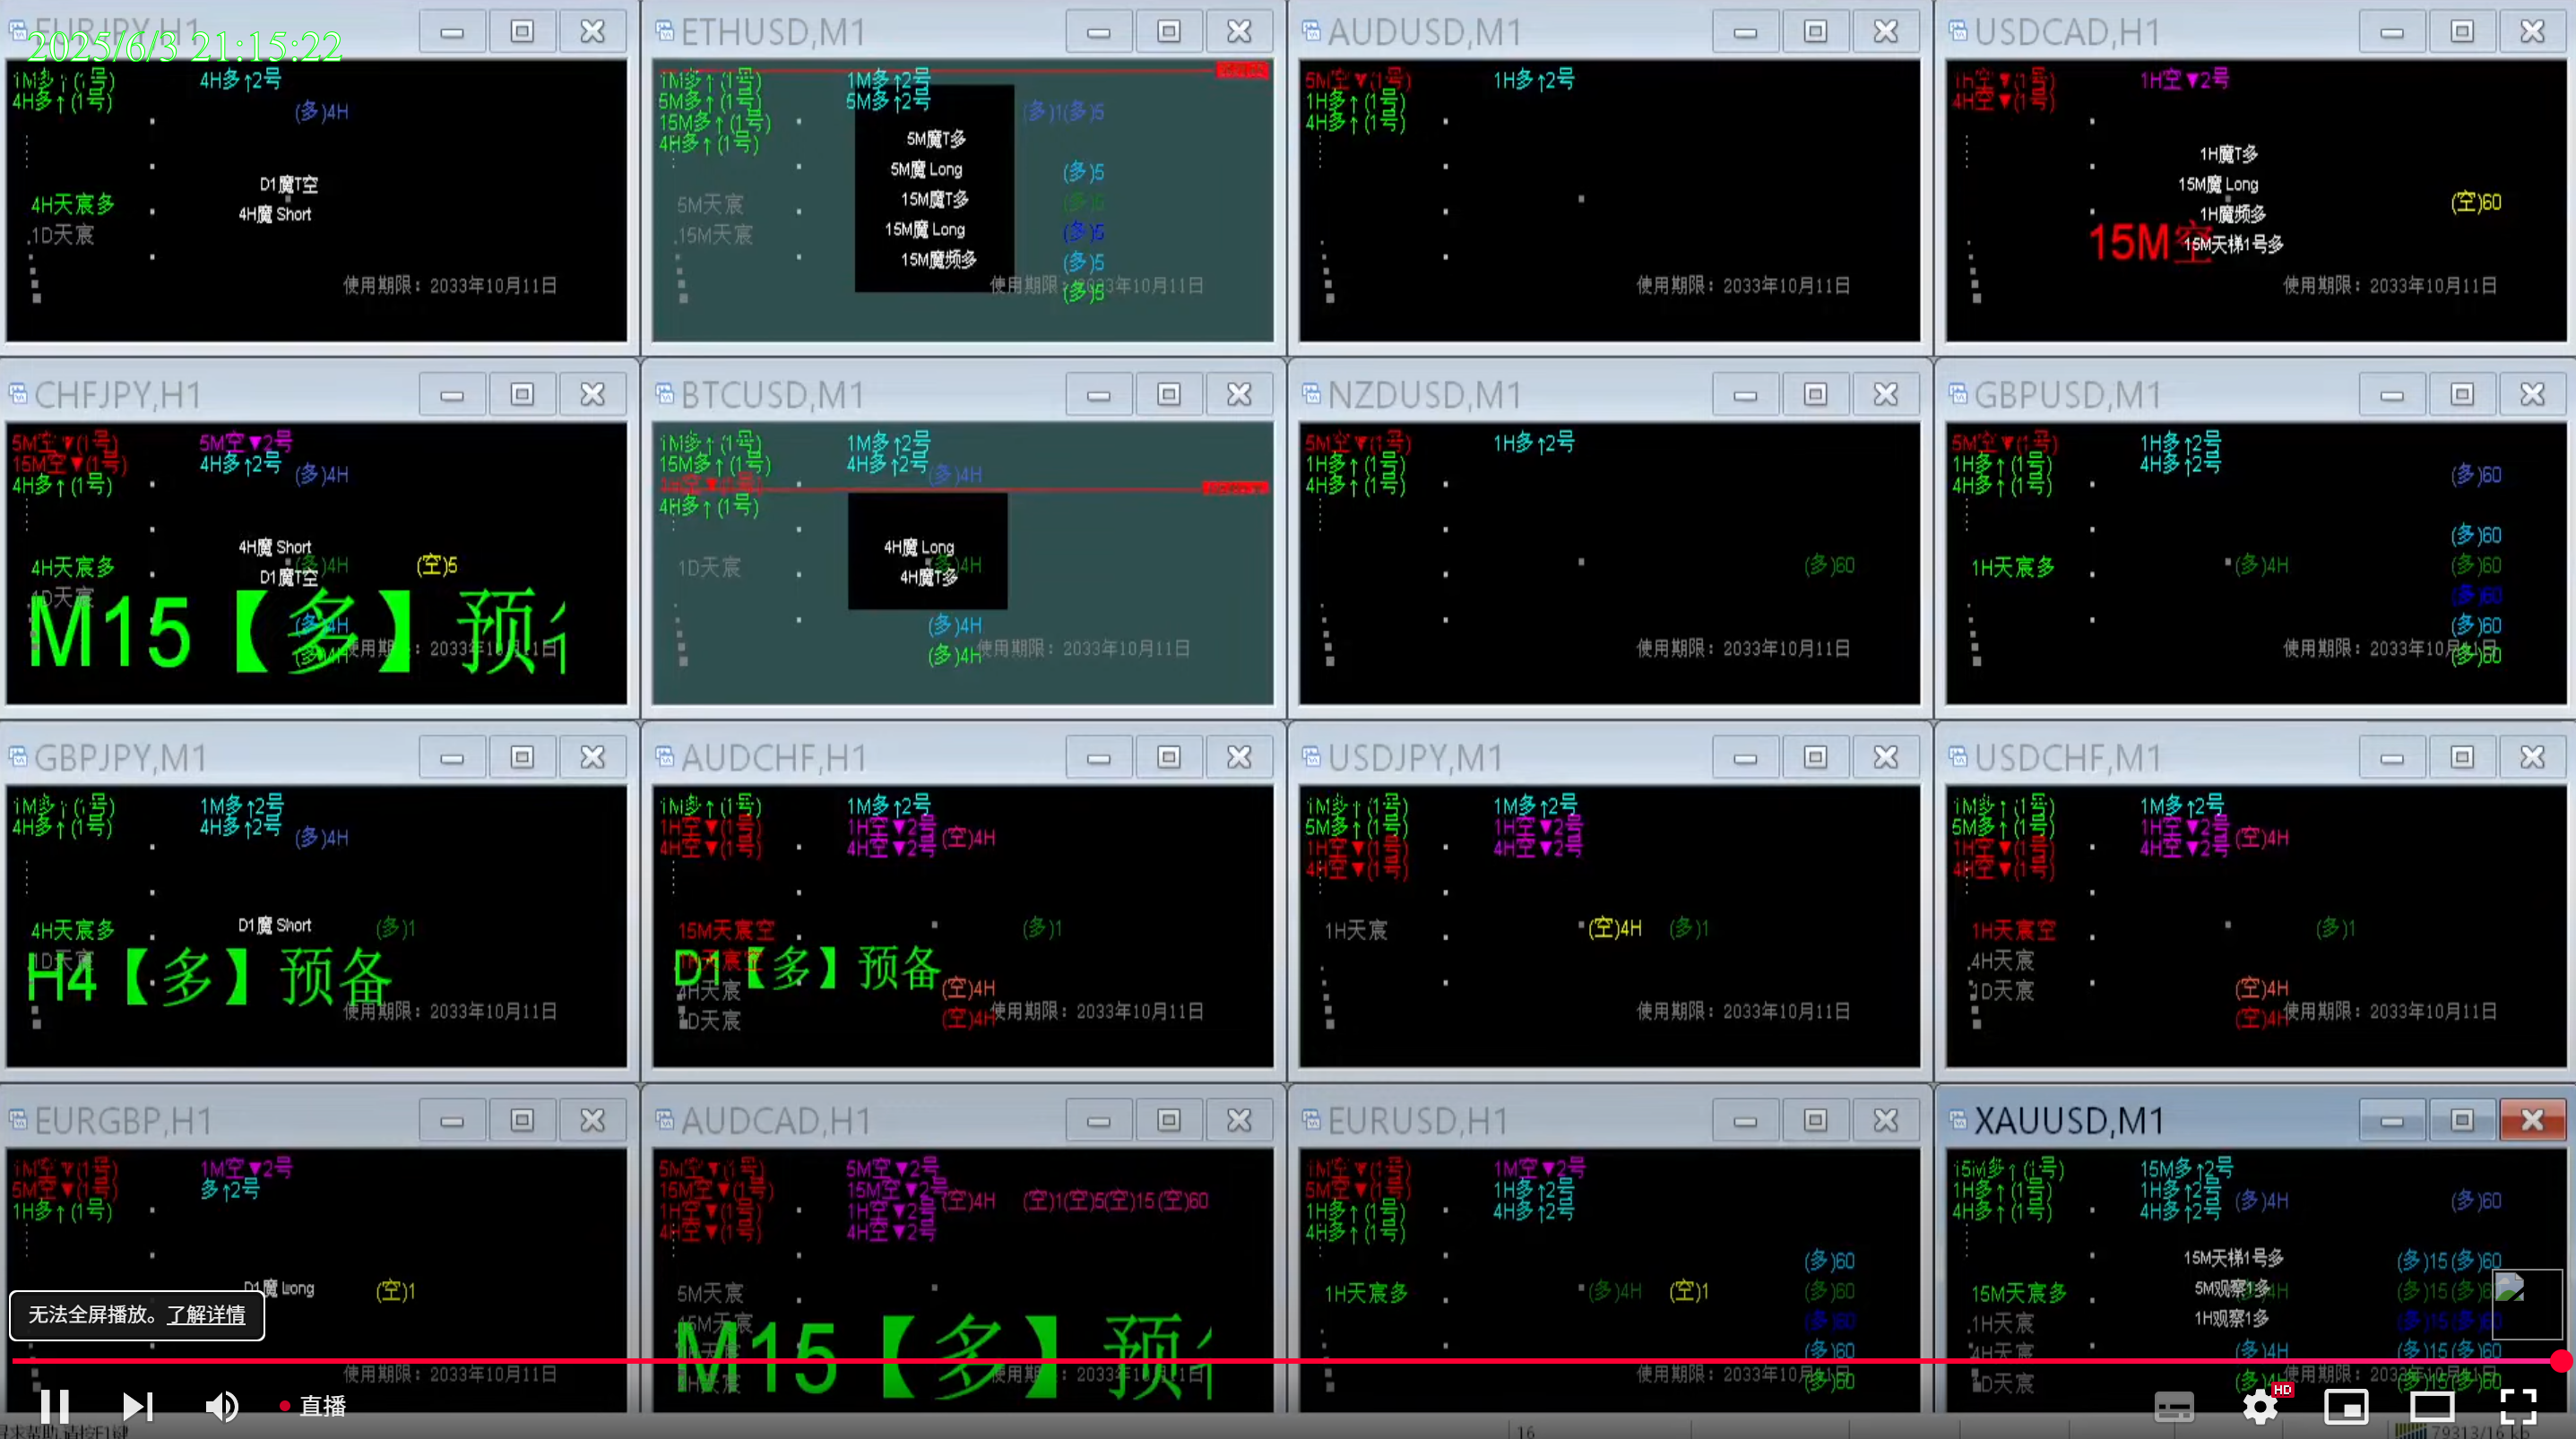 EURJPY,H1
2025/6/3 21:15:22
1M多↑(1号)
4H多↑(1号)
4H多↑2号
(多)4H
D1魔T空
4H魔 Short
4H天宸多
1D天宸
使用期限：2033年10月11日
ETHUSD,M1
1M多↑(1号)
5M多↑(1号)
15M多↑(1号)
4H多↑(1号)
1M多↑2号
5M多↑2号
(多)1(多)5
5M魔T多
5M魔 Long
15M魔T多
15M魔 Long
15M魔频多
(多)5
(多)5
(多)5
(多)5
(多)5
5M天宸
15M天宸
使用期限：2033年10月11日
AUDUSD,M1
5M空▼(1号)
1H多↑(1号)
4H多↑(1号)
1H多↑2号
使用期限：2033年10月11日
USDCAD,H1
1H空▼(1号)
4H空▼(1号)
1H空▼2号
1H魔T多
15M魔 Long
1H魔频多
15M天梯1号多
(空)60
15M空
使用期限：2033年10月11日
CHFJPY,H1
5M空▼(1号)
15M空▼(1号)
4H多↑(1号)
5M空▼2号
4H多↑2号
(多)4H
4H魔 Short
D1魔T空
(多)4H
(空)5
4H天宸多
1D天宸
M15【多】预
(多)4H
(多)4H
使用期限：2033年10月11日
BTCUSD,M1
1M多↑(1号)
15M多↑(1号)
4H多↑(1号)
1M多↑2号
4H多↑2号
(多)4H
4H魔 Long
4H魔T多
(多)4H
1D天宸
(多)4H
(多)4H
使用期限：2033年10月11日
NZDUSD,M1
5M空▼(1号)
1H多↑(1号)
4H多↑(1号)
1H多↑2号
(多)60
使用期限：2033年10月11日
GBPUSD,M1
5M空▼(1号)
1H多↑(1号)
4H多↑(1号)
1H多↑2号
4H多↑2号
(多)60
(多)60
1H天宸多
(多)4H
(多)60
(多)60
(多)60
(多)60
使用期限：2033年10月11日
GBPJPY,M1
1M多↑(1号)
4H多↑(1号)
1M多↑2号
4H多↑2号
(多)4H
4H天宸多
1D天宸
D1魔 Short
(多)1
H4【多】预备
使用期限：2033年10月11日
AUDCHF,H1
1M多↑(1号)
1H空▼(1号)
4H空▼(1号)
1M多↑2号
1H空▼2号
4H空▼2号
(空)4H
15M天宸空
1H天宸空
4H天宸
1D天宸
(多)1
D1【多】预备
(空)4H
(空)4H
使用期限：2033年10月11日
USDJPY,M1
1M多↑(1号)
5M多↑(1号)
1H空▼(1号)
4H空▼(1号)
1M多↑2号
1H空▼2号
4H空▼2号
1H天宸
(空)4H
(多)1
使用期限：2033年10月11日
USDCHF,M1
1M多↑(1号)
5M多↑(1号)
1H空▼(1号)
4H空▼(1号)
1M多↑2号
1H空▼2号
4H空▼2号
(空)4H
1H天宸空
4H天宸
1D天宸
(多)1
(空)4H
(空)4H
使用期限：2033年10月11日
EURGBP,H1
1M空▼(1号)
5M空▼(1号)
1H多↑(1号)
1M空▼2号
多↑2号
D1魔 Long
(空)1
无法全屏播放。了解详情
使用期限：2033年10月11日
AUDCAD,H1
5M空▼(1号)
15M空▼(1号)
1H空▼(1号)
4H空▼(1号)
5M空▼2号
15M空▼2号
1H空▼2号
4H空▼2号
(空)4H
(空)1(空)5(空)15(空)60
5M天宸
15M天宸
M15【多】预
使用期限：2033年10月11日
EURUSD,H1
1M空▼(1号)
5M空▼(1号)
1H多↑(1号)
4H多↑(1号)
1M空▼2号
1H多↑2号
4H多↑2号
(多)60
1H天宸多
(多)4H
(空)1
(多)60
(多)60
(多)60
(多)60
使用期限：2033年10月11日
XAUUSD,M1
15M多↑(1号)
1H多↑(1号)
4H多↑(1号)
15M多↑2号
1H多↑2号
4H多↑2号
(多)4H
(多)60
15M天梯1号多
5M观察1多
1H观察1多
(多)15(多)60
15M天宸多
1H天宸
4H天宸
1D天宸
(多)4H
(多)15(多)60
使用期限：2033年10月11日
直播
HD
16
79313/16 kb